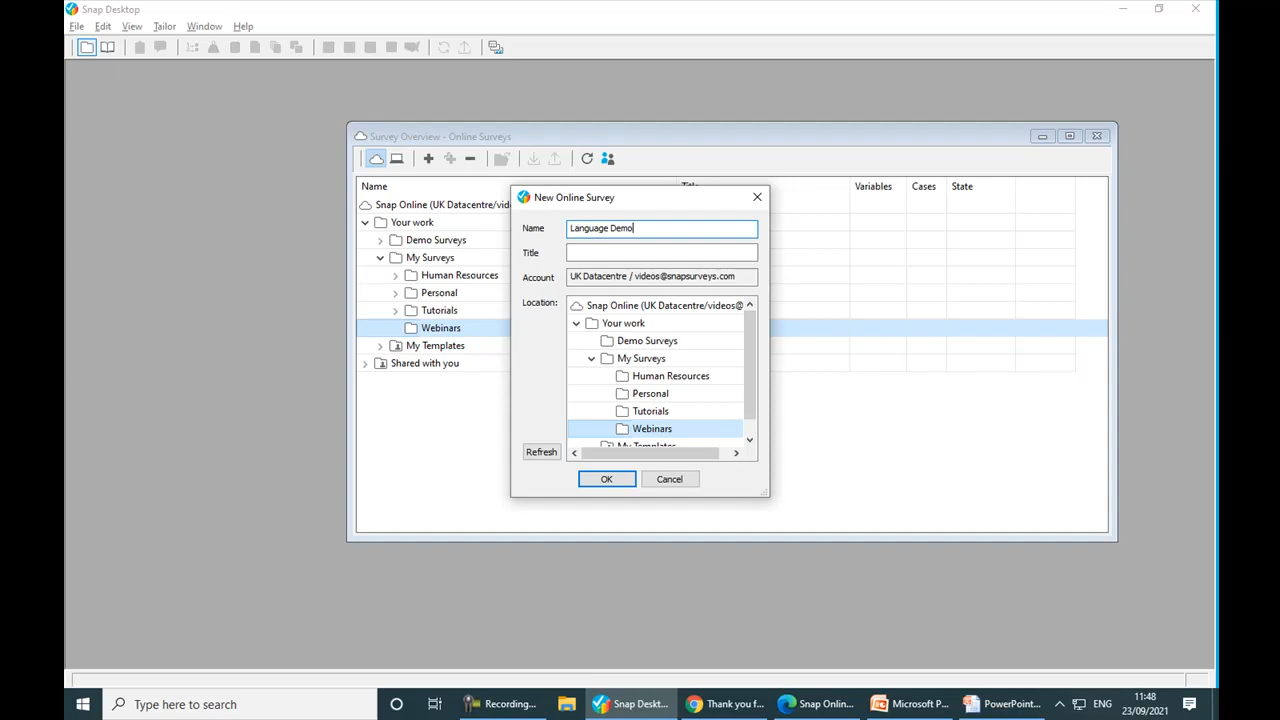 Snap Desktop
File Edit View Tailor Window Help
Survey Overview - Online Surveys
Name Variables Cases State
Snap Online (UK Datacentre/vid
Your work
Demo Surveys
My Surveys
Human Resources
Personal
Tutorials
Webinars
My Templates
Shared with you
New Online Survey
Name Language Demo
Title
Account UK Datacentre / videos@snapsurveys.com
Location: Snap Online (UK Datacentre/videos@
Your work
Demo Surveys
My Surveys
Human Resources
Personal
Tutorials
Webinars
My Templates
Refresh
OK Cancel
Type here to search Recording... Snap Deskt... Thank you f... Snap Online... Microsoft P... PowerPoint... ENG 11:48
23/09/2021